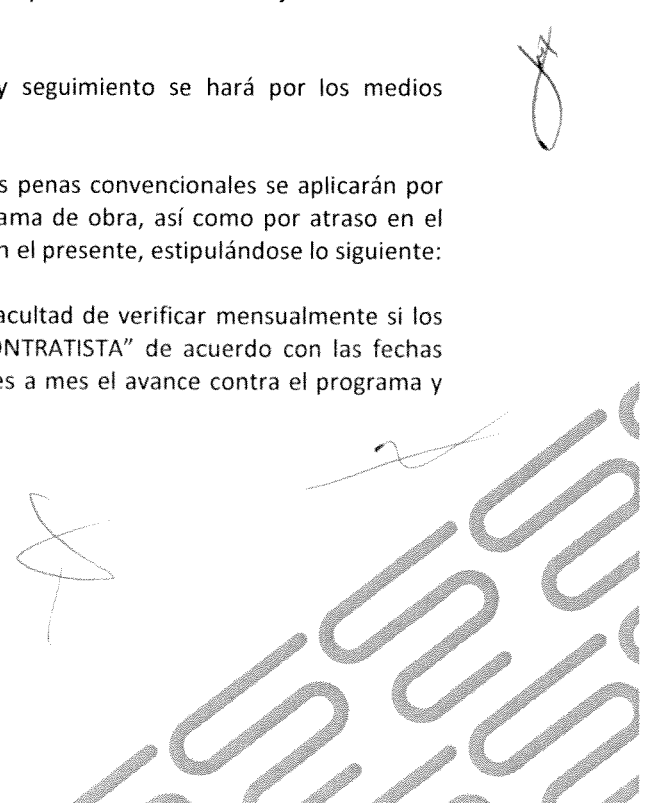 y seguimiento se hará por los medios
s penas convencionales se aplicarán por
ama de obra, así como por atraso en el
n el presente, estipulándose lo siguiente:
acultad de verificar mensualmente si los
ONTRATISTA" de acuerdo con las fechas
es a mes el avance contra el programa y